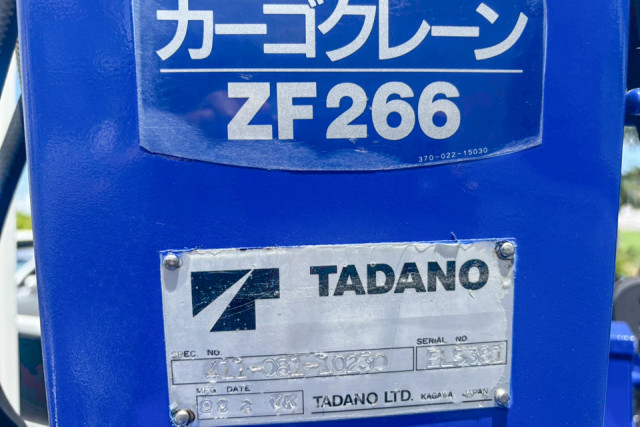 カーゴクレーン
ZF266
370-022-15030
TADANO
SPEC. NO. SERIAL NO
MFG. DATE
TADANO LTD. KAGAWA JAPAN